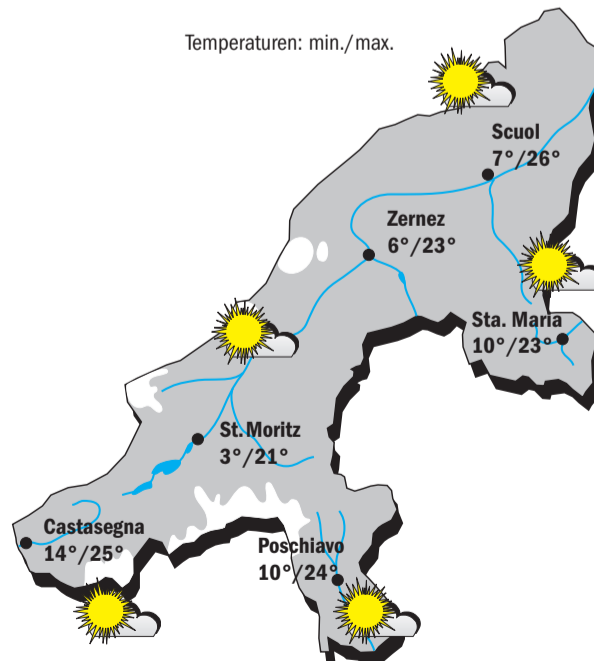 Temperaturen: min./max.
Scuol
7°/26°
Zernez
6°/23°
Sta. Maria
10°/23°
St. Moritz
3°/21°
Castasegna
14°/25°
Poschiavo
10°/24°